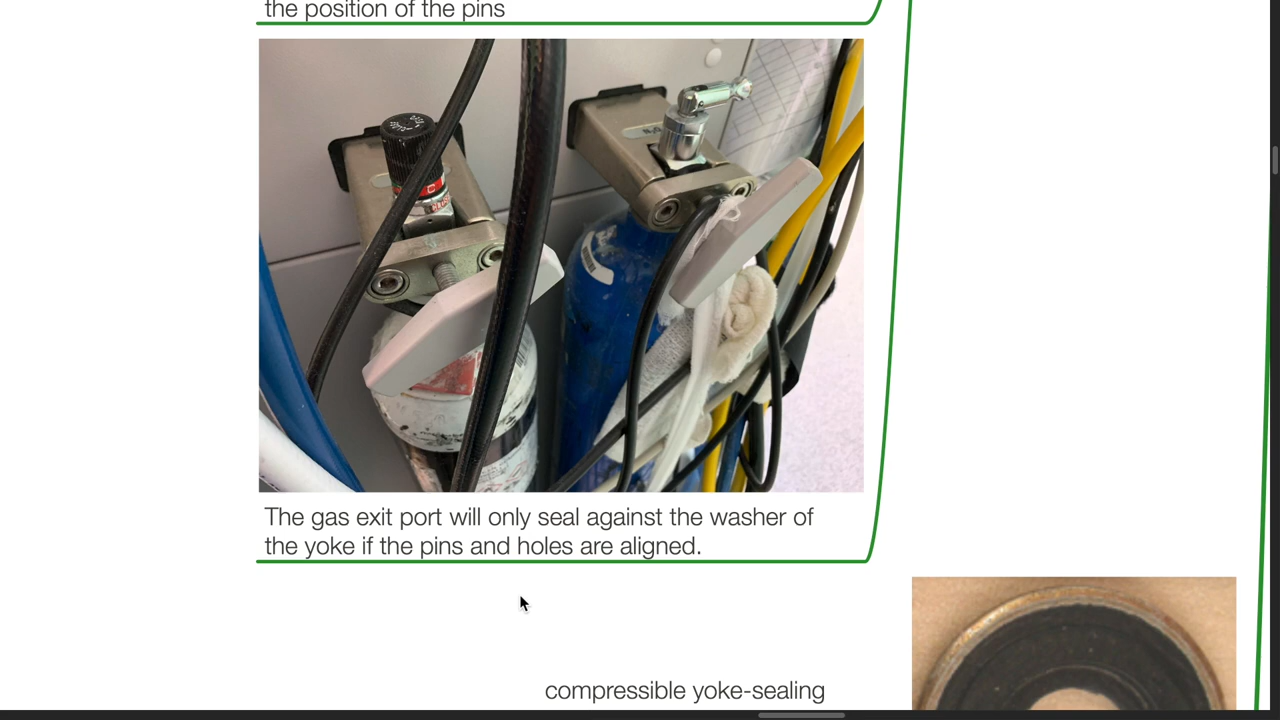 the position of the pins
N₂O
The gas exit port will only seal against the washer of
the yoke if the pins and holes are aligned.
compressible yoke-sealing